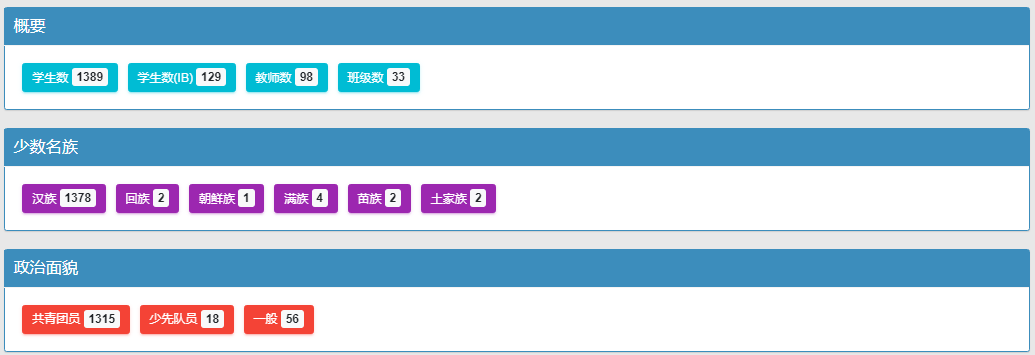 概要
学生数 1389 学生数(IB) 129 教师数 98 班级数 33
少数名族
汉族 1378 回族 2 朝鲜族 1 满族 4 苗族 2 土家族 2
政治面貌
共青团员 1315 少先队员 18 一般 56